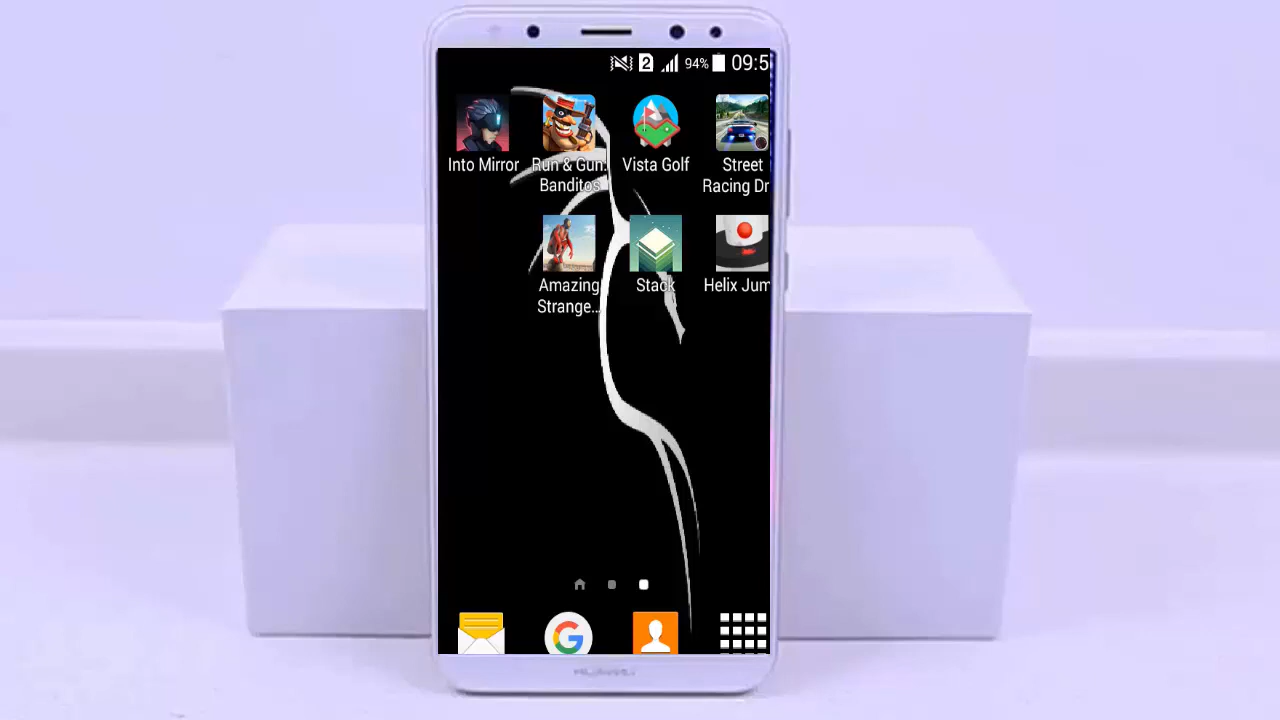 2 94% 09:5
Into Mirror
Run & Gun:
Banditos
Vista Golf
Street
Racing Dr
Amazing
Strange...
Stack
Helix Jum
HUAWEI